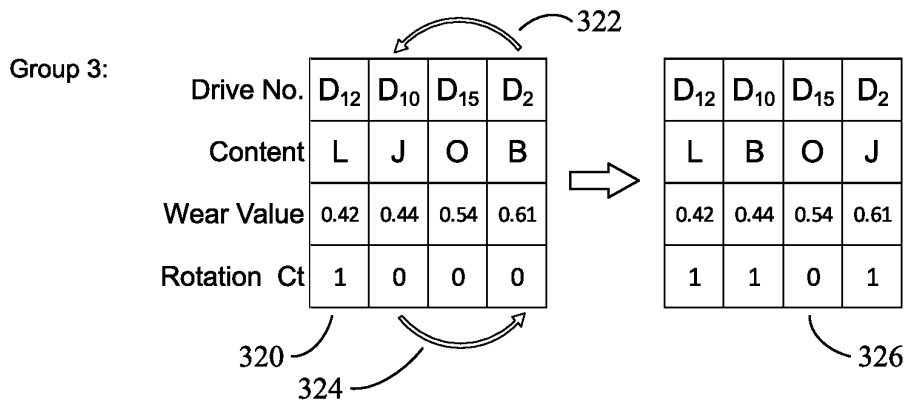 322
Group 3:
Drive No. D12 D10 D15 D2 D12 D10 D15 D2
Content L J O B L B O J
Wear Value 0.42 0.44 0.54 0.61 0.42 0.44 0.54 0.61
Rotation Ct 1 0 0 0 1 1 0 1
320 324 326